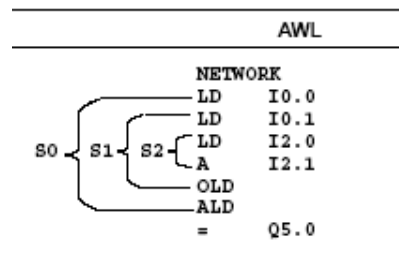 AWL
NETWORK
LD I0.0
LD I0.1
LD I2.0
A I2.1
OLD
ALD
= Q5.0
S0 S1 S2